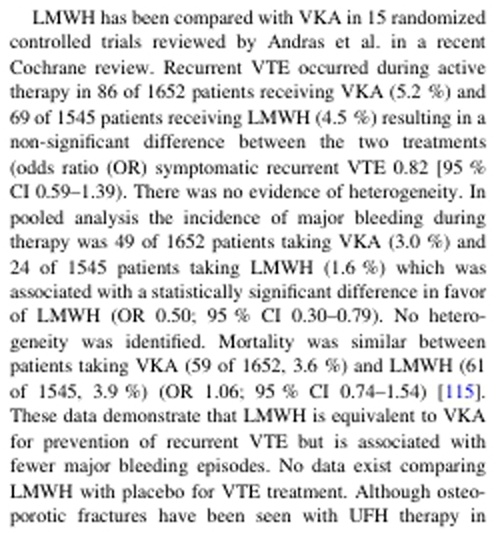 LMWH has been compared with VKA in 15 randomized
controlled trials reviewed by Andras et al. in a recent
Cochrane review. Recurrent VTE occurred during active
therapy in 86 of 1652 patients receiving VKA (5.2 %) and
69 of 1545 patients receiving LMWH (4.5 %) resulting in a
non-significant difference between the two treatments
(odds ratio (OR) symptomatic recurrent VTE 0.82 [95 %
CI 0.59–1.39). There was no evidence of heterogeneity. In
pooled analysis the incidence of major bleeding during
therapy was 49 of 1652 patients taking VKA (3.0 %) and
24 of 1545 patients taking LMWH (1.6 %) which was
associated with a statistically significant difference in favor
of LMWH (OR 0.50; 95 % CI 0.30–0.79). No hetero-
geneity was identified. Mortality was similar between
patients taking VKA (59 of 1652, 3.6 %) and LMWH (61
of 1545, 3.9 %) (OR 1.06; 95 % CI 0.74–1.54) [115].
These data demonstrate that LMWH is equivalent to VKA
for prevention of recurrent VTE but is associated with
fewer major bleeding episodes. No data exist comparing
LMWH with placebo for VTE treatment. Although osteo-
porotic fractures have been seen with UFH therapy in